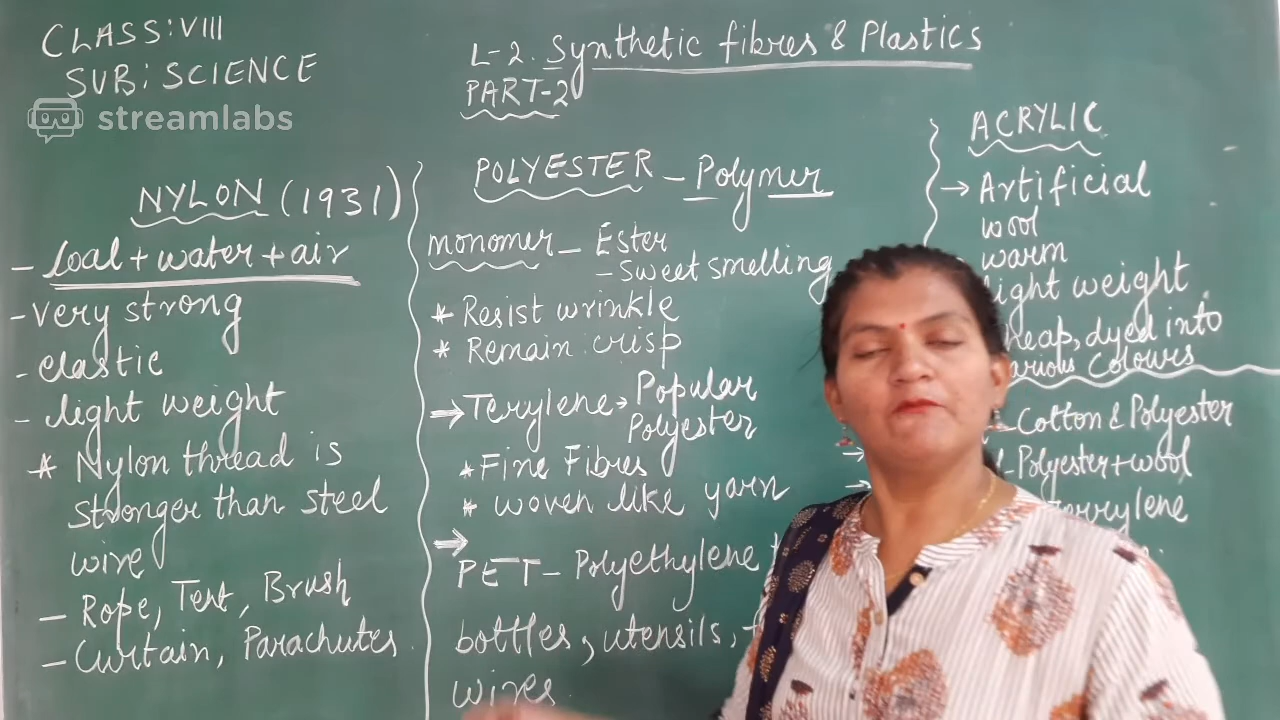 CLASS:VIII
SUB: SCIENCE
streamlabs
L-2. Synthetic fibres & Plastics
PART-2
NYLON (1931)
- Coal + water + air
- very strong
- elastic
- light weight
* Nylon thread is
stronger than steel
wire
- Rope, Tent, Brush
- Curtain, Parachutes
POLYESTER - Polymer
monomer - Ester
- Sweet smelling
* Resist wrinkle
* Remain crisp
⇒ Terylene → Popular
Polyester
* Fine Fibres
* woven like yarn
⇒
PET - Polyethylene
bottles, utensils,
wires
ACRYLIC
→ Artificial
wool
warm
light weight
heap, dyed into
arious colours
- Cotton & Polyester
- Polyester + wool
Terrylene